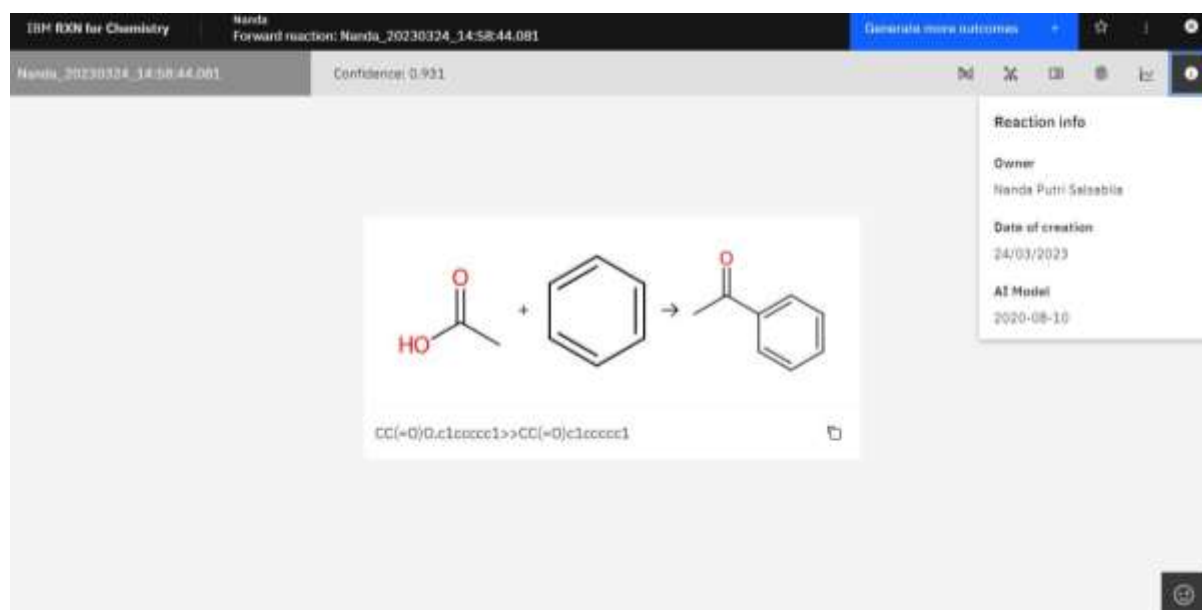 IBM RXN for Chemistry
Nanda
Forward reaction: Nanda_20230324_14:58:44.081
Generate more outcomes +
Nanda_20230324_14:58:44.081
Confidence: 0.931
Reaction info
Owner
Nanda Putri Salsabila
Date of creation
24/03/2023
AI Model
2020-08-10
O
HO
+
O
CC(=O)O.c1ccccc1>>CC(=O)c1ccccc1